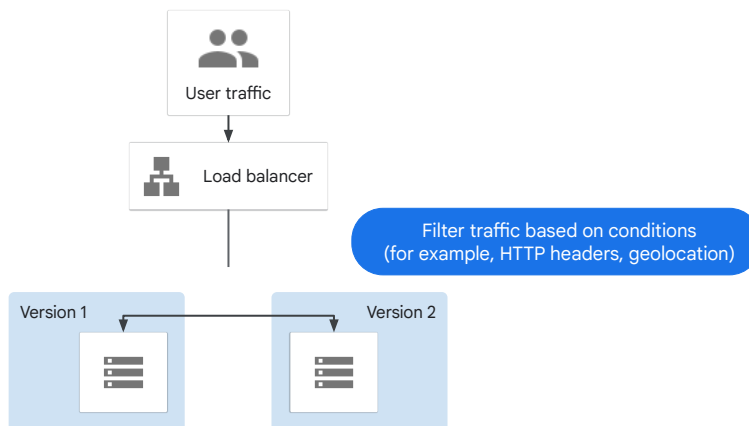 User traffic
Load balancer
Filter traffic based on conditions
(for example, HTTP headers, geolocation)
Version 1
Version 2